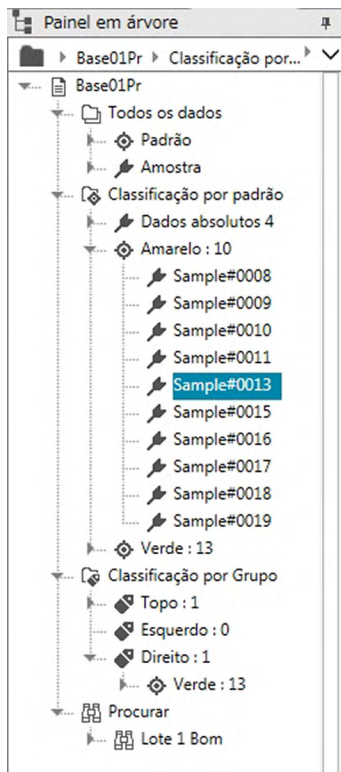 Painel em árvore
Base01Pr Classificação por...
Base01Pr
Todos os dados
Padrão
Amostra
Classificação por padrão
Dados absolutos 4
Amarelo : 10
Sample#0008
Sample#0009
Sample#0010
Sample#0011
Sample#0013
Sample#0015
Sample#0016
Sample#0017
Sample#0018
Sample#0019
Verde : 13
Classificação por Grupo
Topo : 1
Esquerdo : 0
Direito : 1
Verde : 13
Procurar
Lote 1 Bom